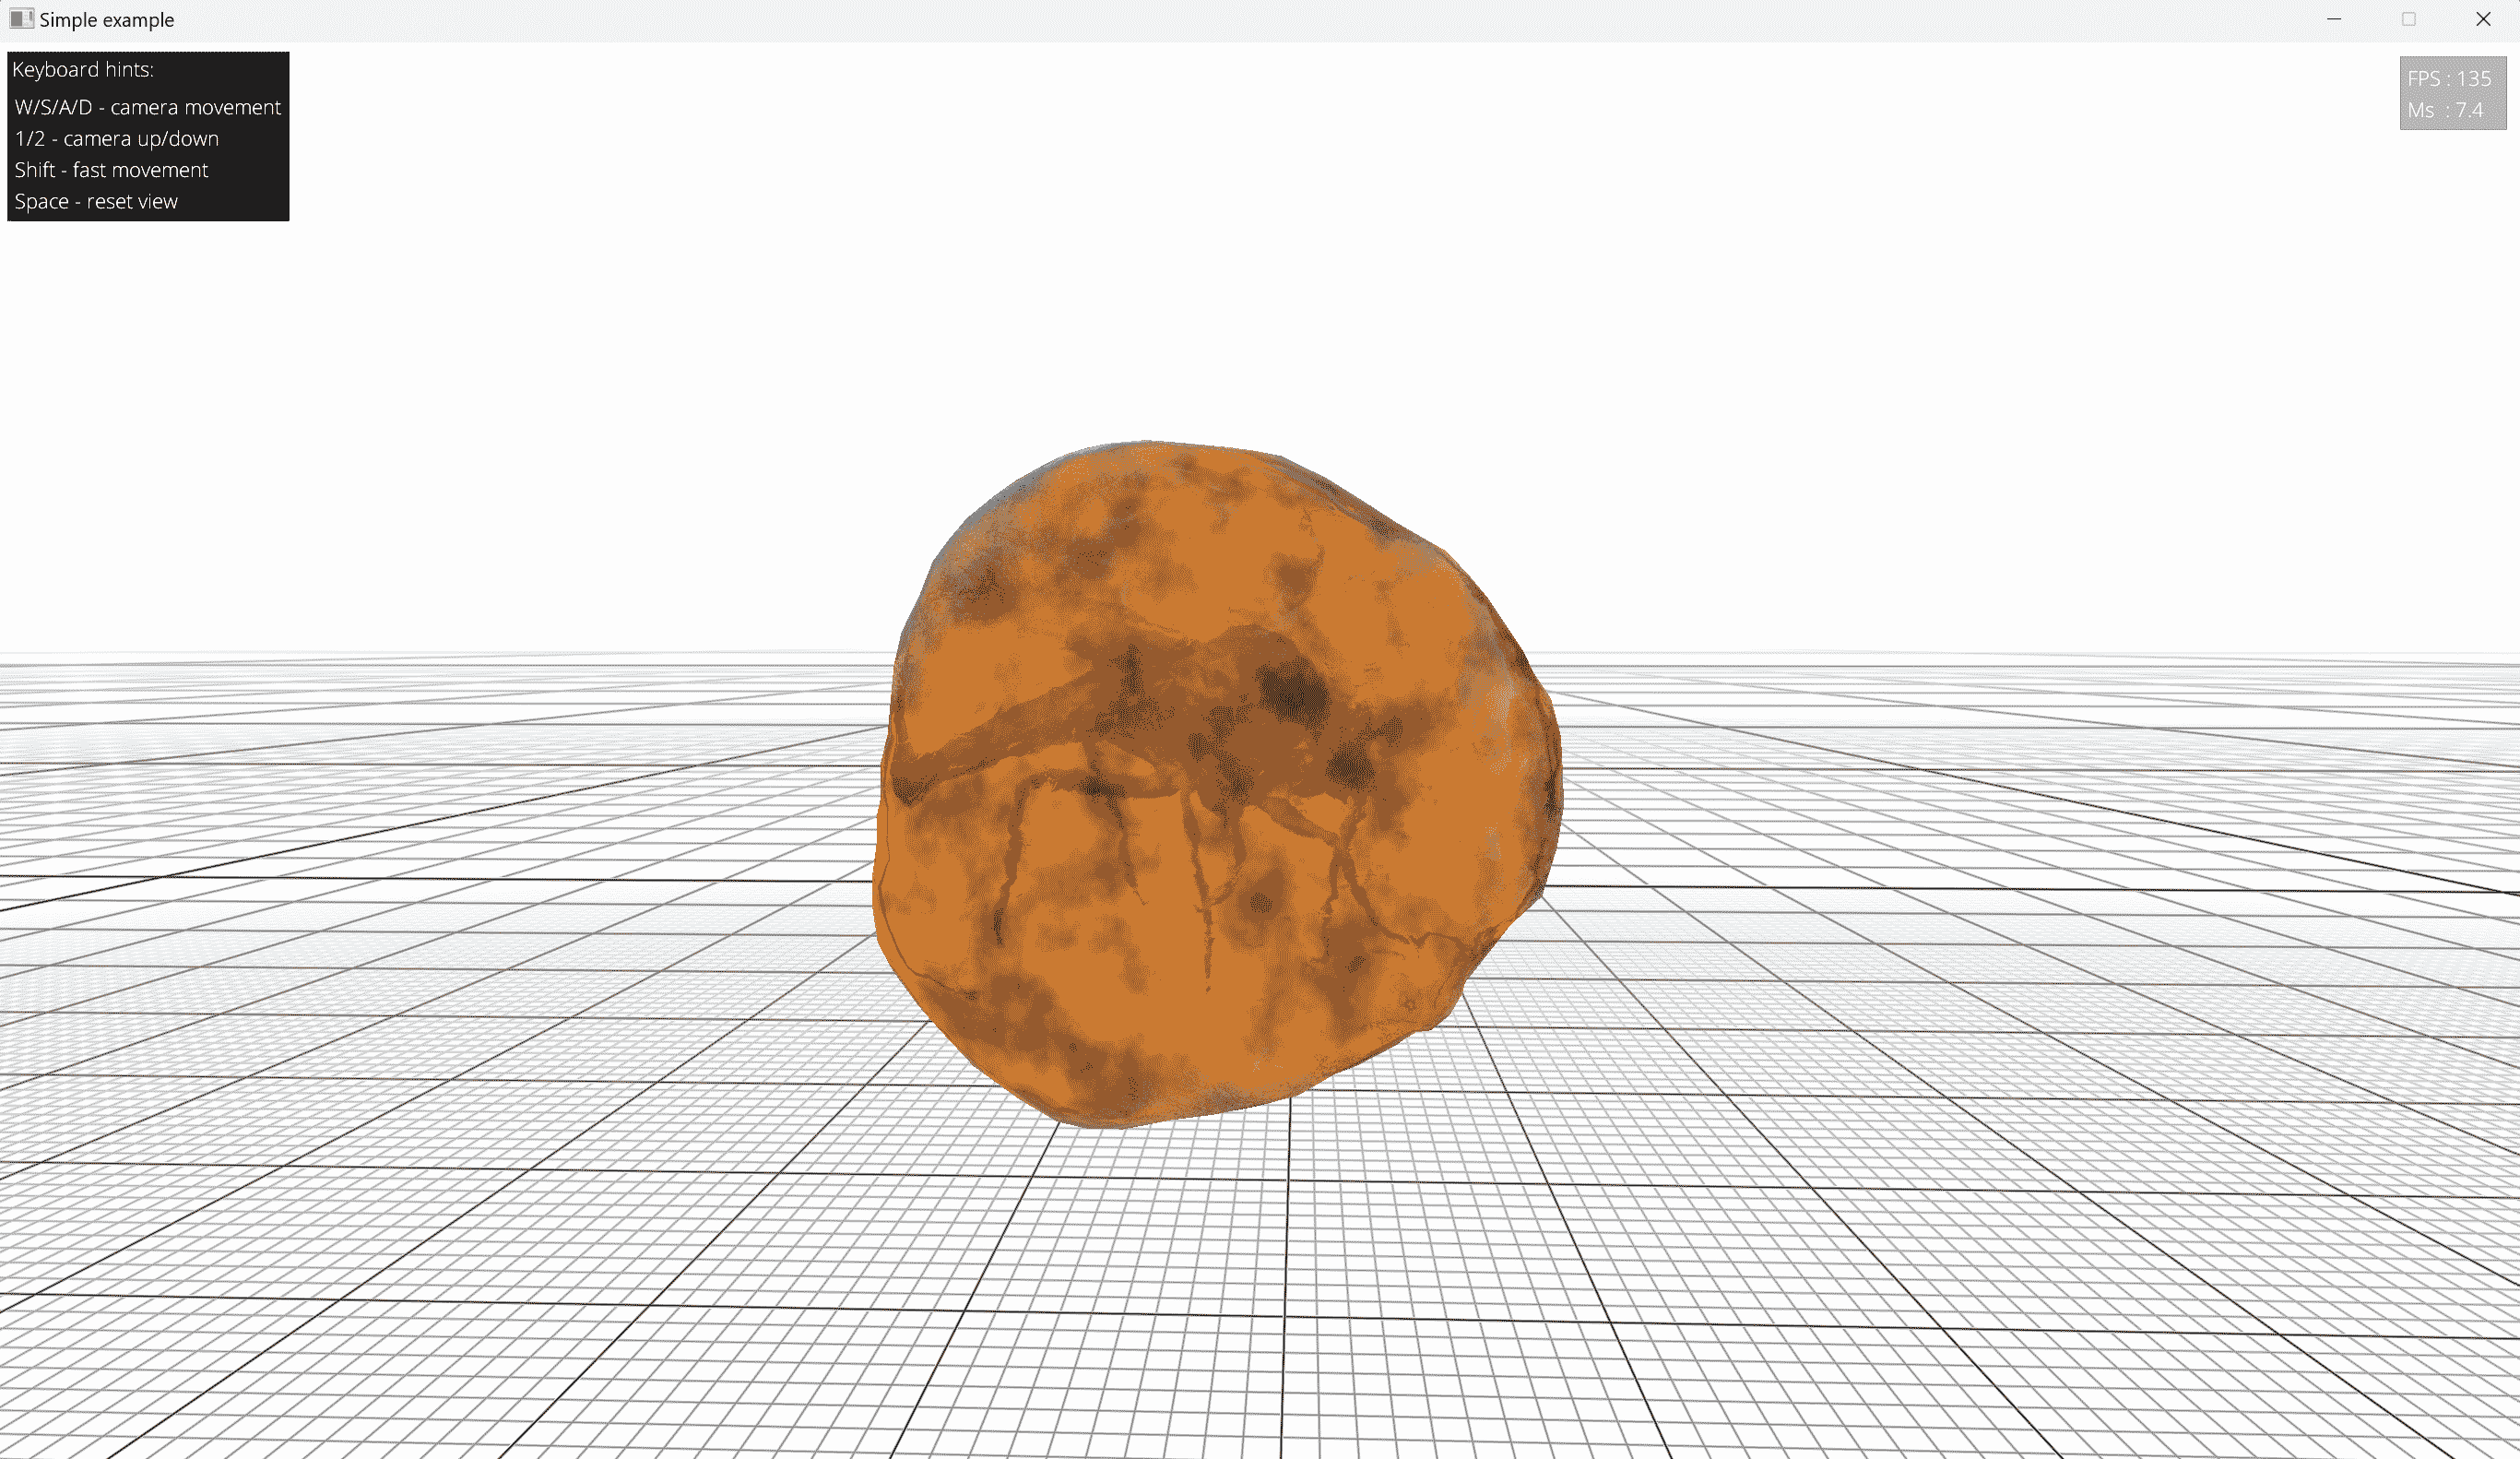 Simple example
Keyboard hints:
W/S/A/D - camera movement
1/2 - camera up/down
Shift - fast movement
Space - reset view
FPS : 135
Ms : 7.4